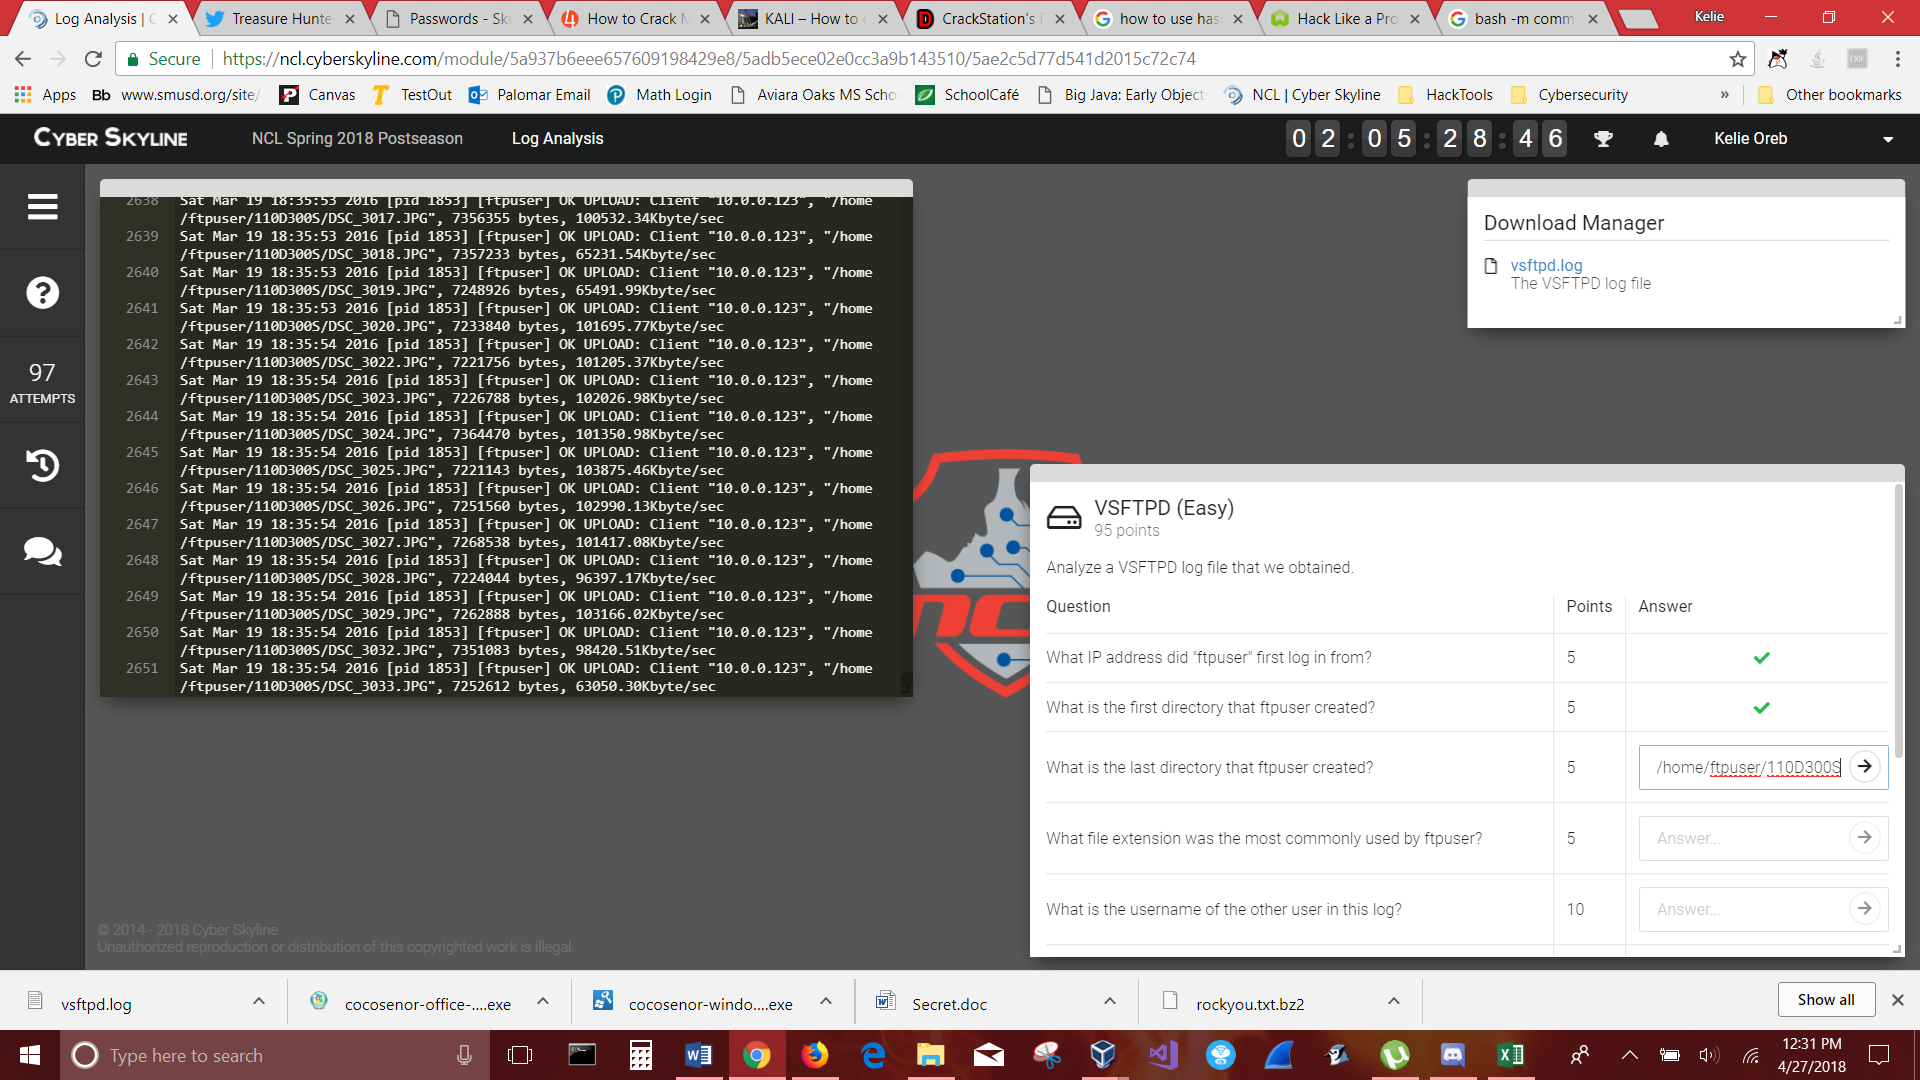 Log Analysis | C
Treasure Hunte
Passwords - Sk
How to Crack M
KALI – How to c
CrackStation's P
how to use has
Hack Like a Pro
bash -m comm
Kelie
Secure
https://ncl.cyberskyline.com/module/5a937b6eee657609198429e8/5adb5ece02e0cc3a9b143510/5ae2c5d77d541d2015c72c74
Apps
Bb
www.smusd.org/site/
Canvas
TestOut
Palomar Email
Math Login
Aviara Oaks MS Scho
SchoolCafé
Big Java: Early Object
NCL | Cyber Skyline
HackTools
Cybersecurity
»
Other bookmarks
CYBER SKYLINE
NCL Spring 2018 Postseason
Log Analysis
02:05:28:46
Kelie Oreb
97
ATTEMPTS
2638 Sat Mar 19 18:35:53 2016 [pid 1853] [ftpuser] OK UPLOAD: Client "10.0.0.123", "/home
/ftpuser/110D300S/DSC_3017.JPG", 7356355 bytes, 100532.34Kbyte/sec
2639 Sat Mar 19 18:35:53 2016 [pid 1853] [ftpuser] OK UPLOAD: Client "10.0.0.123", "/home
/ftpuser/110D300S/DSC_3018.JPG", 7357233 bytes, 65231.54Kbyte/sec
2640 Sat Mar 19 18:35:53 2016 [pid 1853] [ftpuser] OK UPLOAD: Client "10.0.0.123", "/home
/ftpuser/110D300S/DSC_3019.JPG", 7248926 bytes, 65491.99Kbyte/sec
2641 Sat Mar 19 18:35:53 2016 [pid 1853] [ftpuser] OK UPLOAD: Client "10.0.0.123", "/home
/ftpuser/110D300S/DSC_3020.JPG", 7233840 bytes, 101695.77Kbyte/sec
2642 Sat Mar 19 18:35:54 2016 [pid 1853] [ftpuser] OK UPLOAD: Client "10.0.0.123", "/home
/ftpuser/110D300S/DSC_3022.JPG", 7221756 bytes, 101205.37Kbyte/sec
2643 Sat Mar 19 18:35:54 2016 [pid 1853] [ftpuser] OK UPLOAD: Client "10.0.0.123", "/home
/ftpuser/110D300S/DSC_3023.JPG", 7226788 bytes, 102026.98Kbyte/sec
2644 Sat Mar 19 18:35:54 2016 [pid 1853] [ftpuser] OK UPLOAD: Client "10.0.0.123", "/home
/ftpuser/110D300S/DSC_3024.JPG", 7364470 bytes, 101350.98Kbyte/sec
2645 Sat Mar 19 18:35:54 2016 [pid 1853] [ftpuser] OK UPLOAD: Client "10.0.0.123", "/home
/ftpuser/110D300S/DSC_3025.JPG", 7221143 bytes, 103875.46Kbyte/sec
2646 Sat Mar 19 18:35:54 2016 [pid 1853] [ftpuser] OK UPLOAD: Client "10.0.0.123", "/home
/ftpuser/110D300S/DSC_3026.JPG", 7251560 bytes, 102990.13Kbyte/sec
2647 Sat Mar 19 18:35:54 2016 [pid 1853] [ftpuser] OK UPLOAD: Client "10.0.0.123", "/home
/ftpuser/110D300S/DSC_3027.JPG", 7268538 bytes, 101417.08Kbyte/sec
2648 Sat Mar 19 18:35:54 2016 [pid 1853] [ftpuser] OK UPLOAD: Client "10.0.0.123", "/home
/ftpuser/110D300S/DSC_3028.JPG", 7224044 bytes, 96397.17Kbyte/sec
2649 Sat Mar 19 18:35:54 2016 [pid 1853] [ftpuser] OK UPLOAD: Client "10.0.0.123", "/home
/ftpuser/110D300S/DSC_3029.JPG", 7262888 bytes, 103166.02Kbyte/sec
2650 Sat Mar 19 18:35:54 2016 [pid 1853] [ftpuser] OK UPLOAD: Client "10.0.0.123", "/home
/ftpuser/110D300S/DSC_3032.JPG", 7351083 bytes, 98420.51Kbyte/sec
2651 Sat Mar 19 18:35:54 2016 [pid 1853] [ftpuser] OK UPLOAD: Client "10.0.0.123", "/home
/ftpuser/110D300S/DSC_3033.JPG", 7252612 bytes, 63050.30Kbyte/sec
Download Manager
vsftpd.log
The VSFTPD log file
VSFTPD (Easy)
95 points
Analyze a VSFTPD log file that we obtained.
Question Points Answer
What IP address did "ftpuser" first log in from? 5
What is the first directory that ftpuser created? 5
What is the last directory that ftpuser created? 5 /home/ftpuser/110D300S
What file extension was the most commonly used by ftpuser? 5 Answer...
What is the username of the other user in this log? 10 Answer...
© 2014 - 2018 Cyber Skyline
Unauthorized reproduction or distribution of this copyrighted work is illegal.
vsftpd.log
cocosenor-office-....exe
cocosenor-windo....exe
Secret.doc
rockyou.txt.bz2
Show all
Type here to search
12:31 PM
4/27/2018